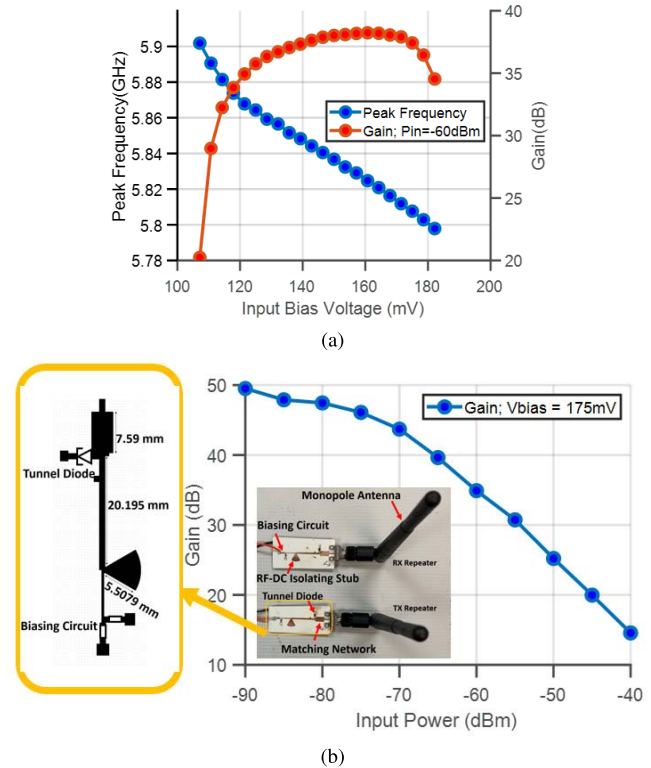 40
5.9
35
5.88
5.86
Peak Frequency
Gain; Pin=-60dBm
30
5.84
5.82
25
5.8
5.78
20
Peak Frequency(GHz)
Gain(dB)
100 120 140 160 180 200
Input Bias Voltage (mV)
(a)
50
Gain; Vbias = 175mV
40
30
20
10
Gain (dB)
7.59 mm
Tunnel Diode
20.195 mm
5.5079 mm
Biasing Circuit
Monopole Antenna
Biasing Circuit
RX Repeater
RF-DC Isolating Stub
Tunnel Diode
TX Repeater
Matching Network
-90 -80 -70 -60 -50 -40
Input Power (dBm)
(b)